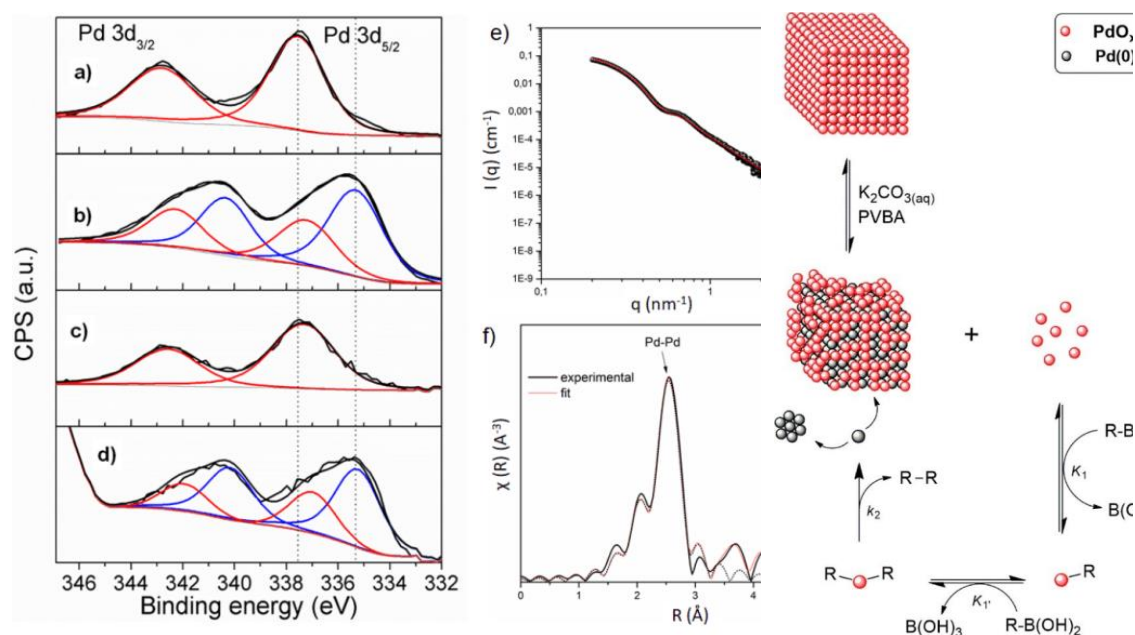 Pd 3d3/2
Pd 3d5/2
a)
b)
c)
d)
CPS (a.u.)
346 344 342 340 337 336 334 332
Binding energy (eV)
e)
1
0,1
0,01
0,001
1E-4
1E-5
1E-6
1E-7
1E-8
1E-9
I (q) (cm-1)
0,1 1
q (nm-1)
f)
Pd-Pd
experimental
fit
χ (R) (A-3)
0 1 2 3 4
R (Å)
Pd(0)
K2CO3(aq)
PVBA
+
R-B
K1
B(O
R-R
k2
R R
R
K1'
B(OH)3 R-B(OH)2